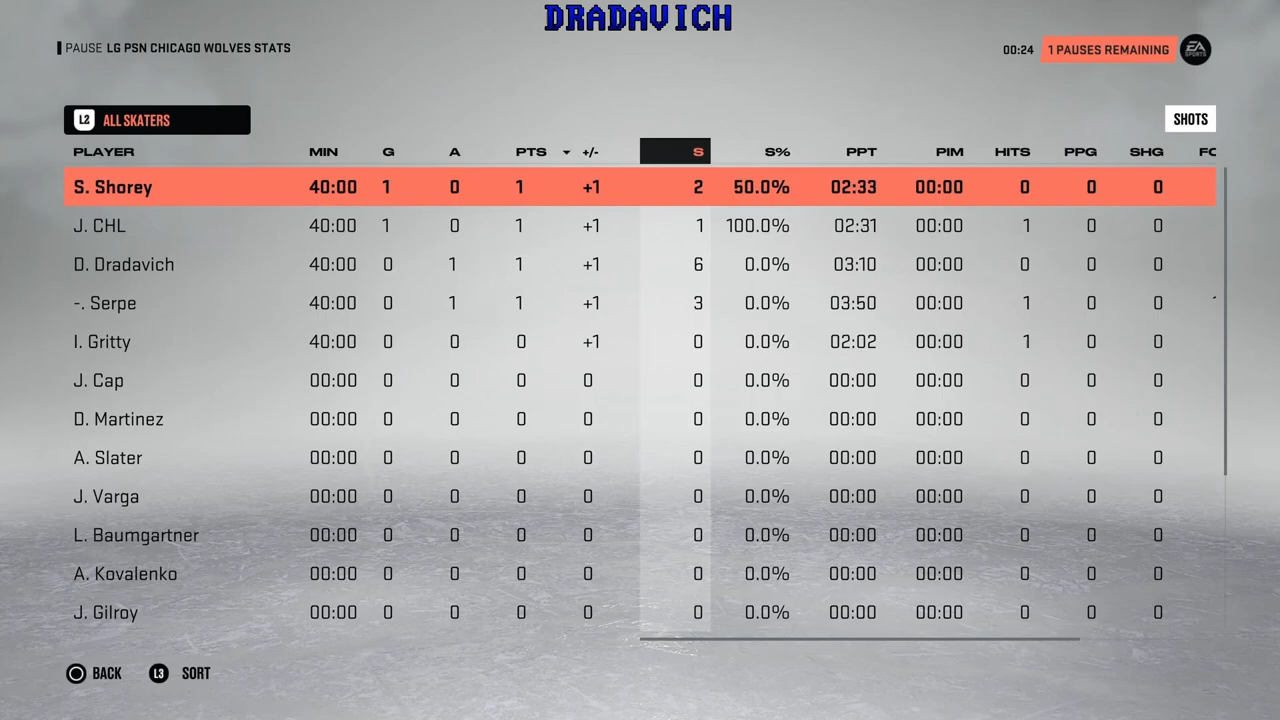 DRADAVICH
PAUSE LG PSN CHICAGO WOLVES STATS 00:24 1 PAUSES REMAINING EA SPORTS
L2 ALL SKATERS SHOTS
PLAYER MIN G A PTS +/- S S% PPT PIM HITS PPG SHG FO
S. Shorey 40:00 1 0 1 +1 2 50.0% 02:33 00:00 0 0 0
J. CHL 40:00 1 0 1 +1 1 100.0% 02:31 00:00 1 0 0
D. Dradavich 40:00 0 1 1 +1 6 0.0% 03:10 00:00 0 0 0
-. Serpe 40:00 0 1 1 +1 3 0.0% 03:50 00:00 1 0 0
I. Gritty 40:00 0 0 0 +1 0 0.0% 02:02 00:00 1 0 0
J. Cap 00:00 0 0 0 0 0 0.0% 00:00 00:00 0 0 0
D. Martinez 00:00 0 0 0 0 0 0.0% 00:00 00:00 0 0 0
A. Slater 00:00 0 0 0 0 0 0.0% 00:00 00:00 0 0 0
J. Varga 00:00 0 0 0 0 0 0.0% 00:00 00:00 0 0 0
L. Baumgartner 00:00 0 0 0 0 0 0.0% 00:00 00:00 0 0 0
A. Kovalenko 00:00 0 0 0 0 0 0.0% 00:00 00:00 0 0 0
J. Gilroy 00:00 0 0 0 0 0 0.0% 00:00 00:00 0 0 0
BACK L3 SORT